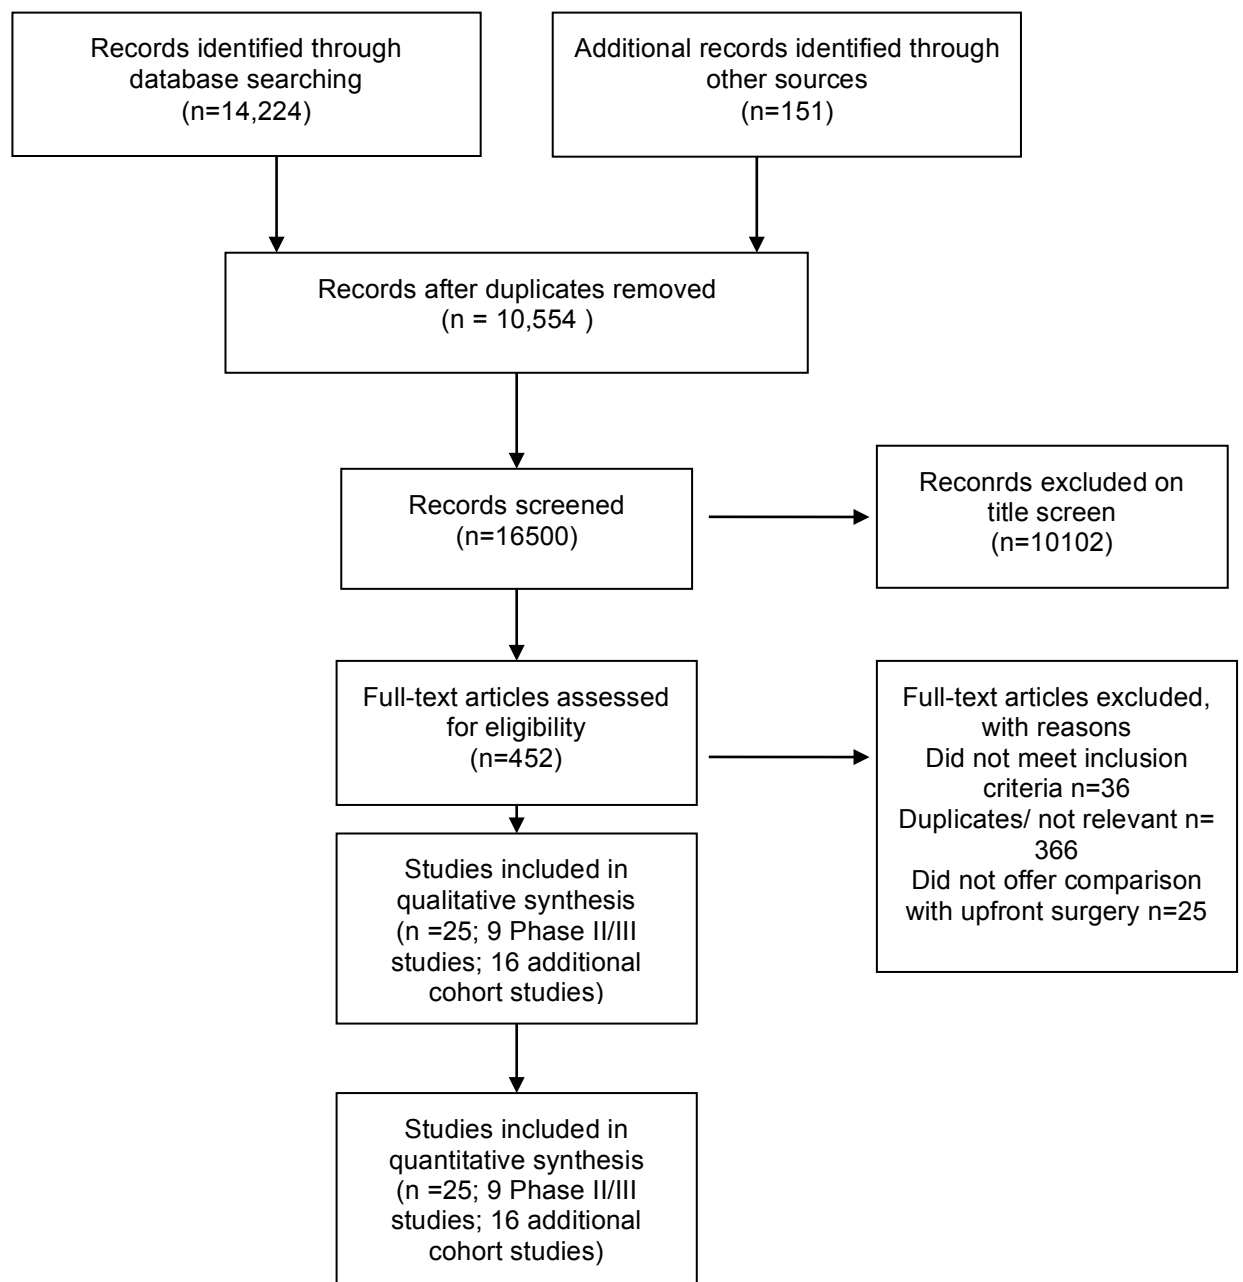 Records identified through
database searching
(n=14,224)
Additional records identified through
other sources
(n=151)
Records after duplicates removed
(n = 10,554 )
Records screened
(n=16500)
Reconrds excluded on
title screen
(n=10102)
Full-text articles assessed
for eligibility
(n=452)
Full-text articles excluded,
with reasons
Did not meet inclusion
criteria n=36
Duplicates/ not relevant n=
366
Did not offer comparison
with upfront surgery n=25
Studies included in
qualitative synthesis
(n =25; 9 Phase II/III
studies; 16 additional
cohort studies)
Studies included in
quantitative synthesis
(n =25; 9 Phase II/III
studies; 16 additional
cohort studies)